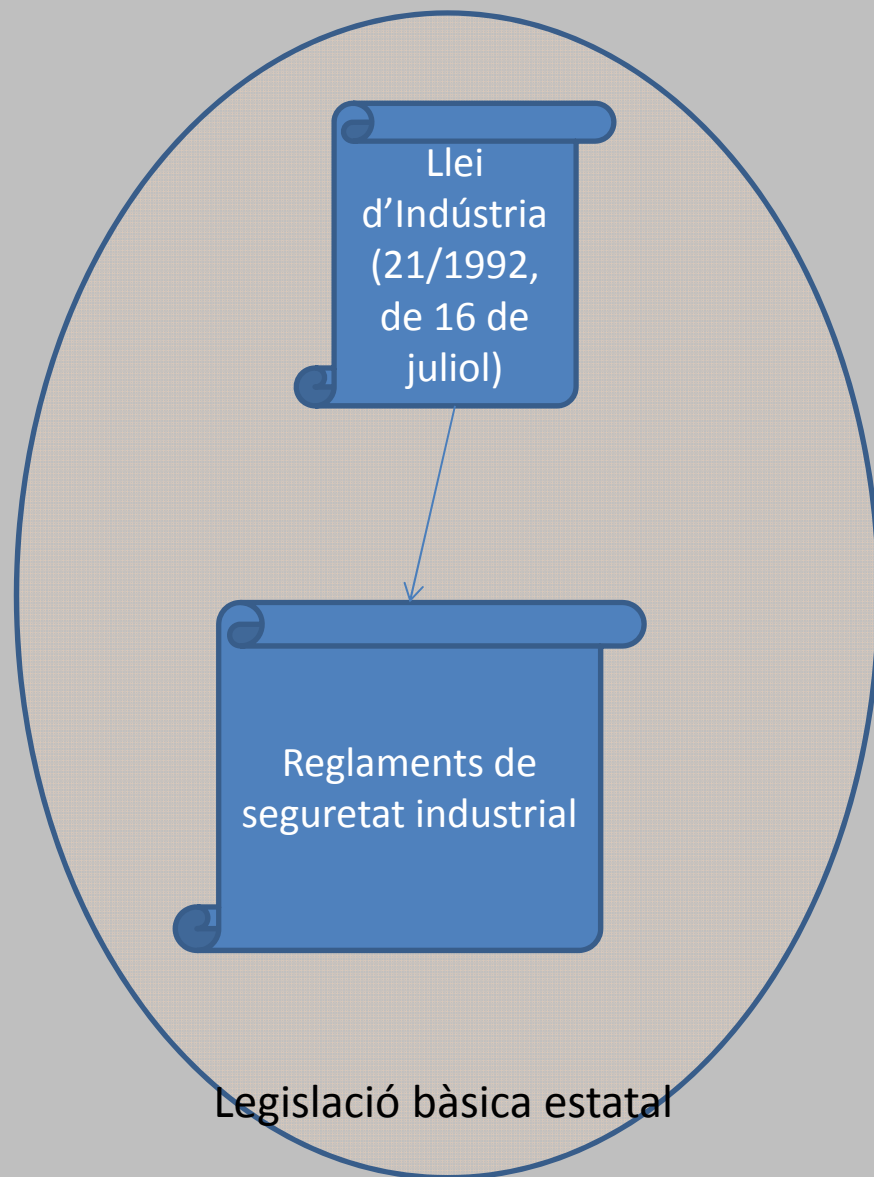 Llei
d’Indústria
(21/1992,
de 16 de
juliol)
Reglaments de
seguretat industrial
Legislació bàsica estatal